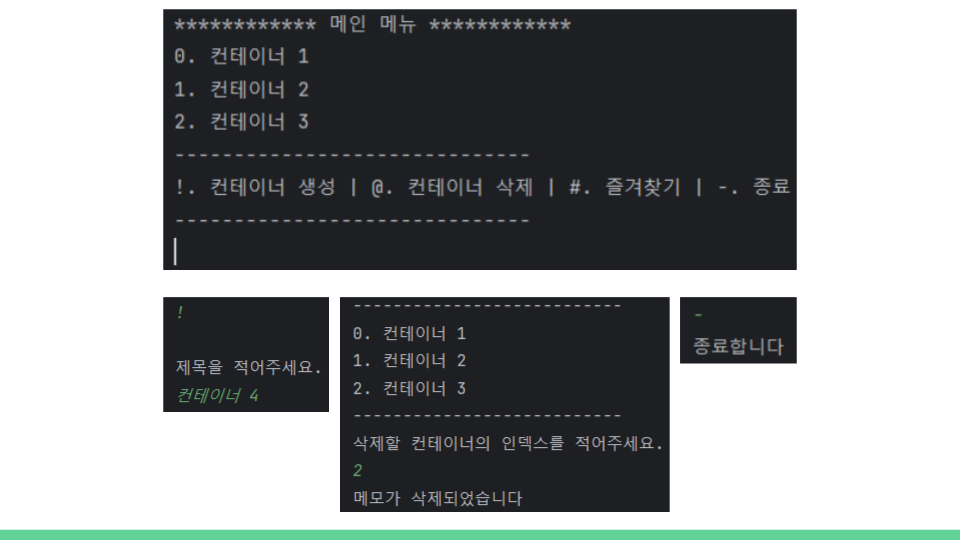 ************ 메인 메뉴 ************
0. 컨테이너 1
1. 컨테이너 2
2. 컨테이너 3
------------------------------
!. 컨테이너 생성 | @. 컨테이너 삭제 | #. 즐겨찾기 | -. 종료
------------------------------
!
제목을 적어주세요.
컨테이너 4
---------------------------
0. 컨테이너 1
1. 컨테이너 2
2. 컨테이너 3
---------------------------
삭제할 컨테이너의 인덱스를 적어주세요.
2
메모가 삭제되었습니다
-
종료합니다